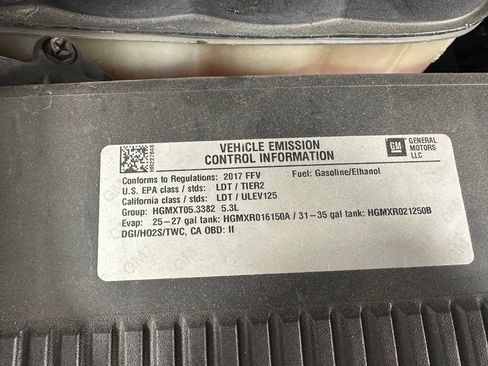 VEHICLE EMISSION
CONTROL INFORMATION
GM
GENERAL
MOTORS
LLC
Conforms to Regulations: 2017 FFV Fuel: Gasoline/Ethanol
U.S. EPA class / stds: LDT / TIER2
California class / stds: LDT / ULEV125
Group: HGMXT05.3382 5.3L
Evap: 25-27 gal tank: HGMXR016150A / 31-35 gal tank: HGMXR021250B
DGI/HO2S/TWC, CA OBD: II